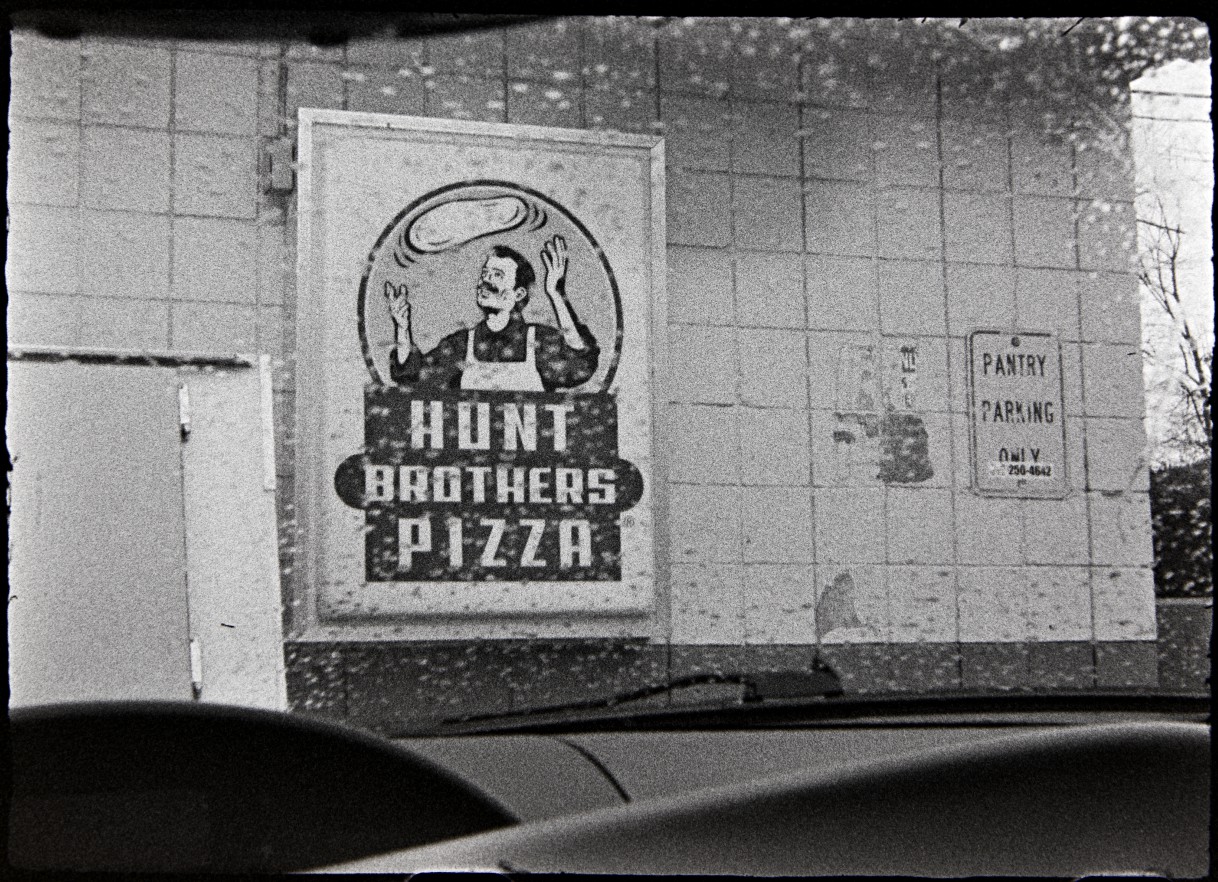 HUNT
BROTHERS
PIZZA
®
PANTRY
PARKING
ONLY
250-4642